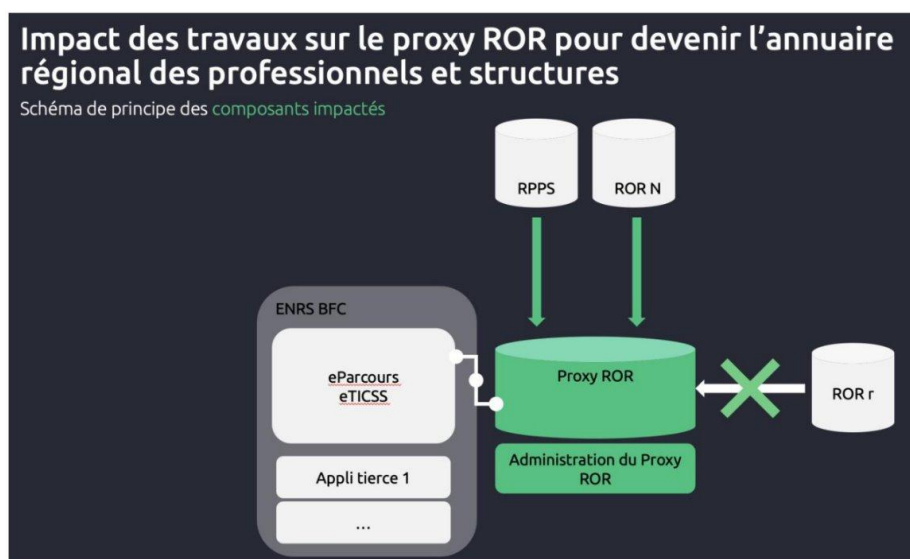 Impact des travaux sur le proxy ROR pour devenir l'annuaire
régional des professionnels et structures
Schéma de principe des composants impactés
RPPS
ROR N
ENRS BFC
eParcours
eTICSS
Proxy ROR
ROR r
Administration du Proxy
ROR
Appli tierce 1
...